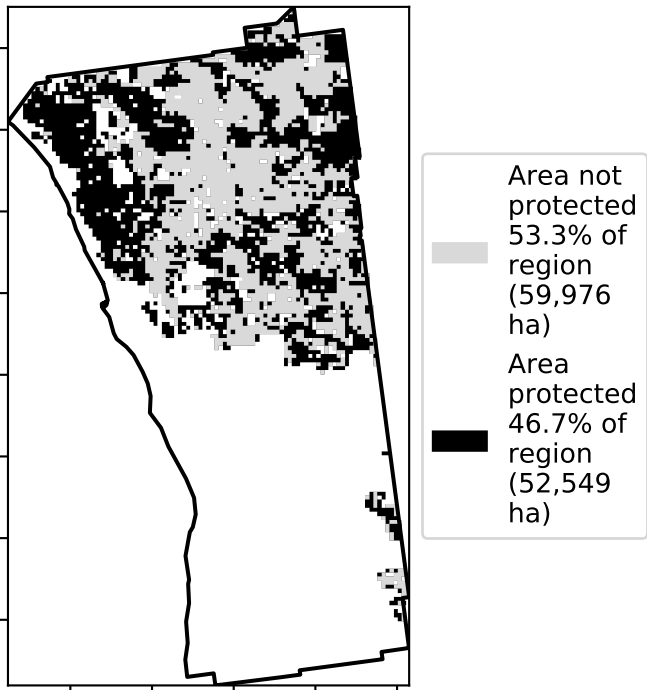 Area not
protected
53.3% of
region
(59,976
ha)
Area
protected
46.7% of
region
(52,549
ha)